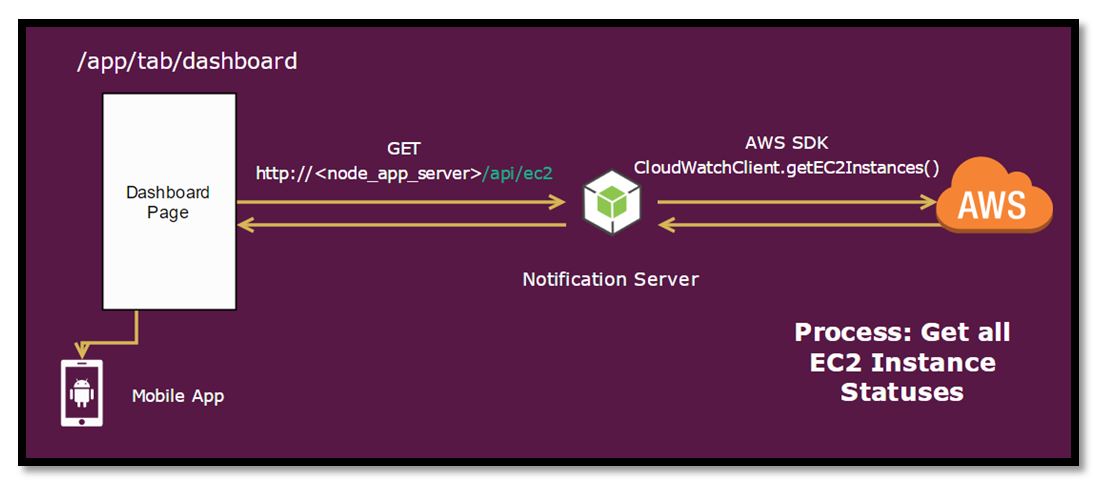 /app/tab/dashboard
Dashboard
Page
GET
http://<node_app_server>/api/ec2
AWS SDK
CloudWatchClient.getEC2Instances()
AWS
Notification Server
Process: Get all
EC2 Instance
Statuses
Mobile App